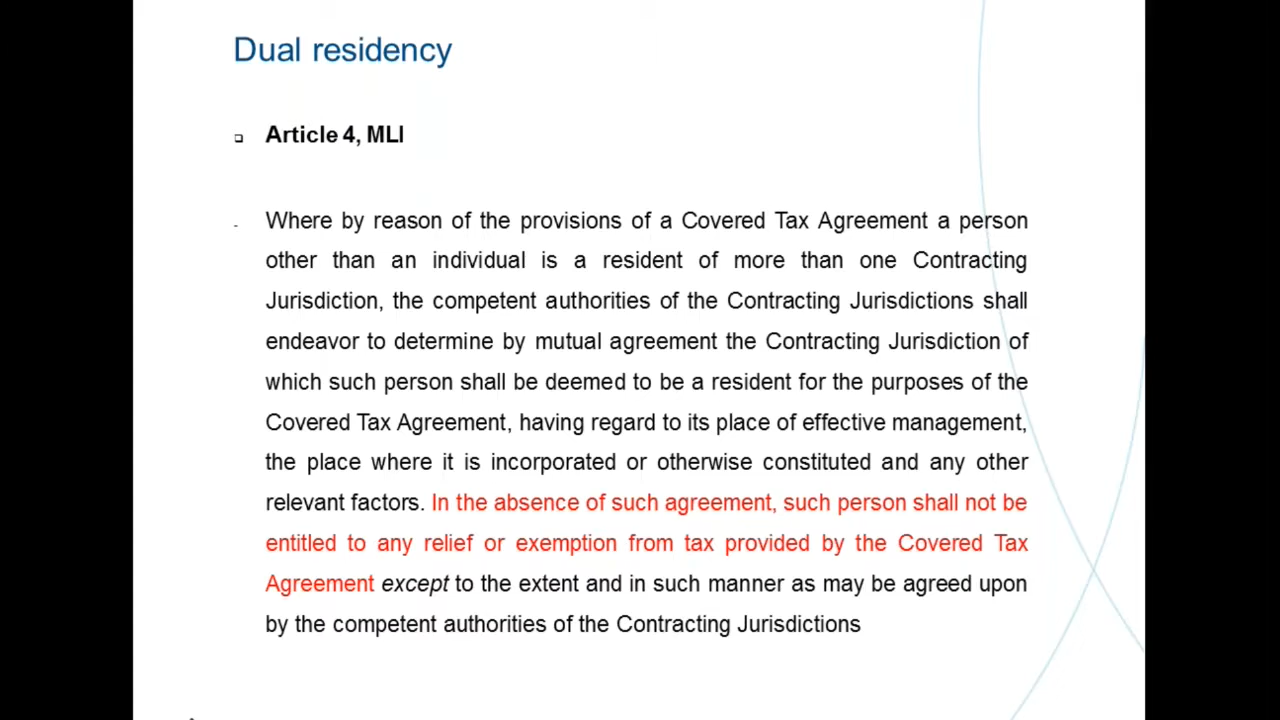 Dual residency
Article 4, MLI
Where by reason of the provisions of a Covered Tax Agreement a person
other than an individual is a resident of more than one Contracting
Jurisdiction, the competent authorities of the Contracting Jurisdictions shall
endeavor to determine by mutual agreement the Contracting Jurisdiction of
which such person shall be deemed to be a resident for the purposes of the
Covered Tax Agreement, having regard to its place of effective management,
the place where it is incorporated or otherwise constituted and any other
relevant factors. In the absence of such agreement, such person shall not be
entitled to any relief or exemption from tax provided by the Covered Tax
Agreement except to the extent and in such manner as may be agreed upon
by the competent authorities of the Contracting Jurisdictions